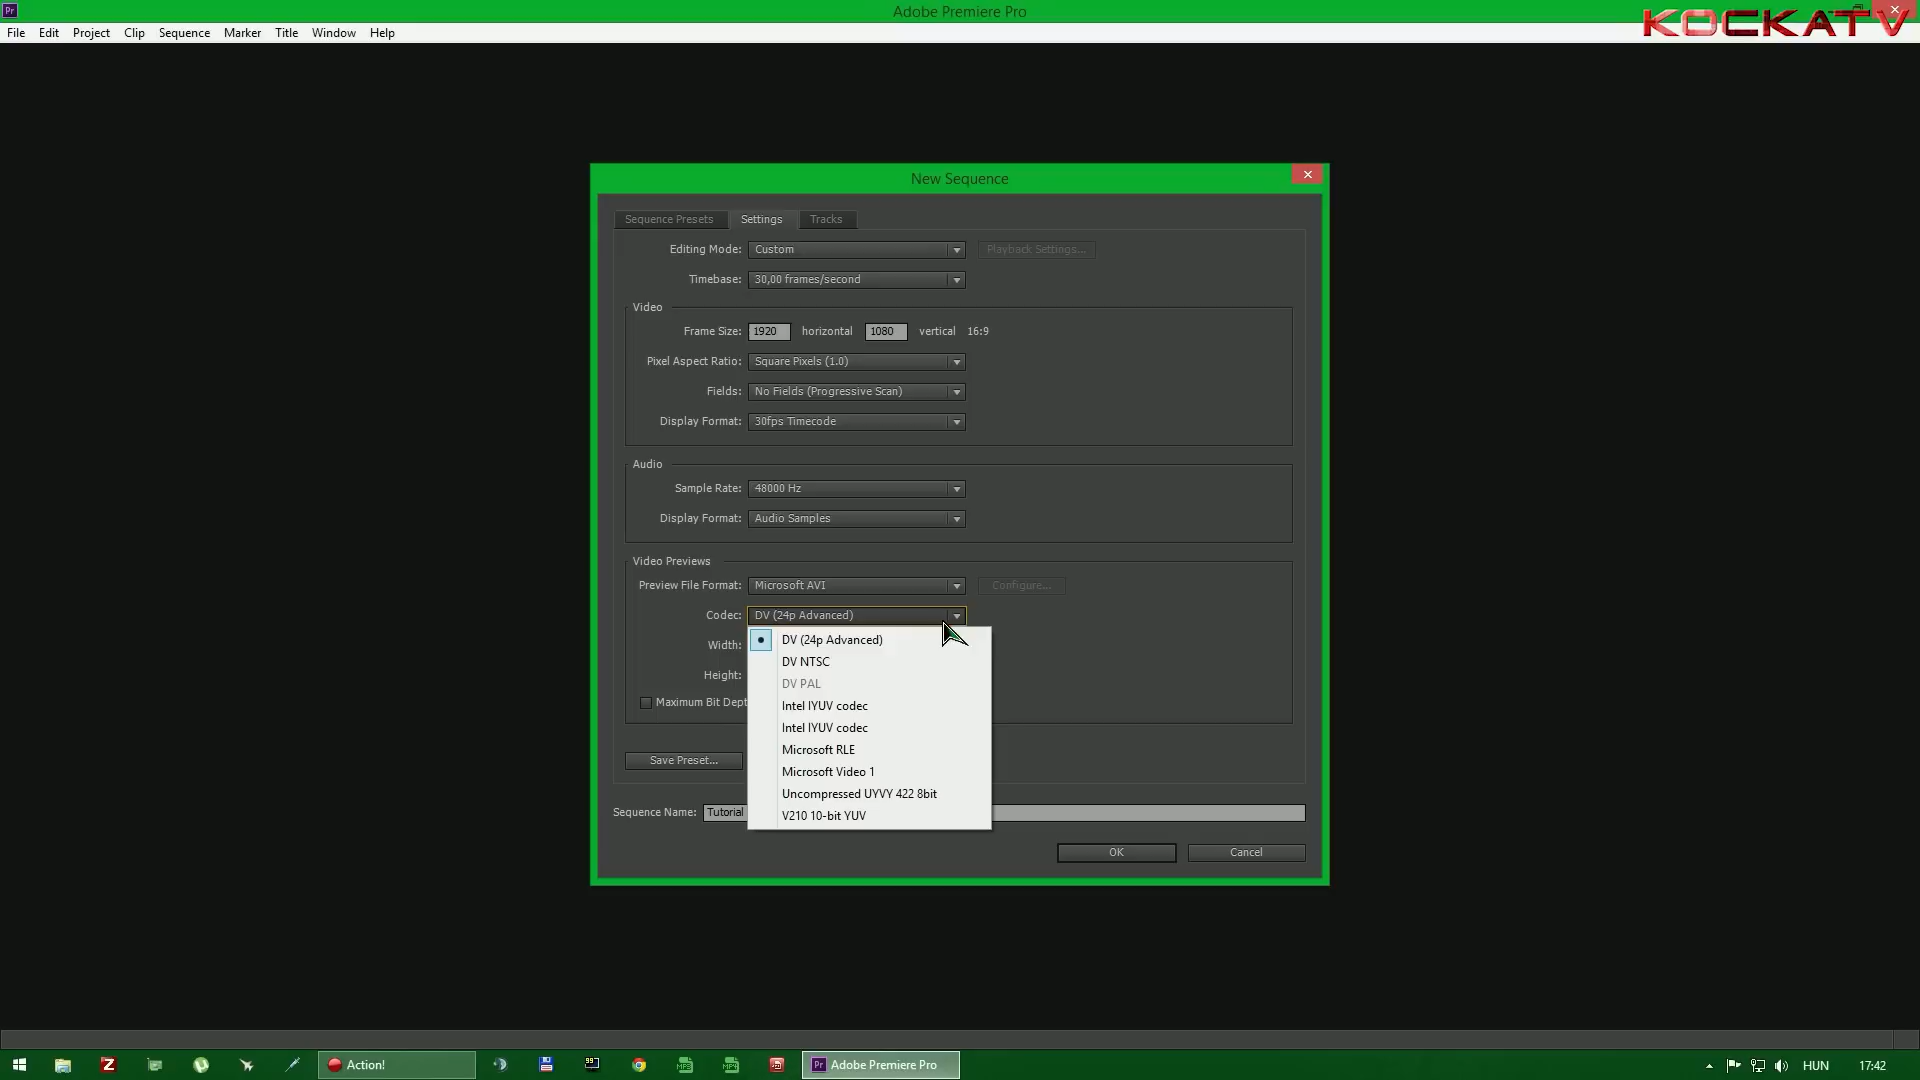 Pr
Adobe Premiere Pro
KOCKATV
File Edit Project Clip Sequence Marker Title Window Help
New Sequence
Sequence Presets Settings Tracks
Editing Mode: Custom Playback Settings...
Timebase: 30,00 frames/second
Video
Frame Size: 1920 horizontal 1080 vertical 16:9
Pixel Aspect Ratio: Square Pixels (1.0)
Fields: No Fields (Progressive Scan)
Display Format: 30fps Timecode
Audio
Sample Rate: 48000 Hz
Display Format: Audio Samples
Video Previews
Preview File Format: Microsoft AVI Configure...
Codec: DV (24p Advanced)
DV (24p Advanced)
Width:
DV NTSC
Height:
DV PAL
Maximum Bit Dept
Intel IYUV codec
Intel IYUV codec
Microsoft RLE
Save Preset...
Microsoft Video 1
Uncompressed UYVY 422 8bit
Sequence Name: Tutorial
V210 10-bit YUV
OK Cancel
Z Action! 99 MP3 MP4 Pr Adobe Premiere Pro HUN 17:42